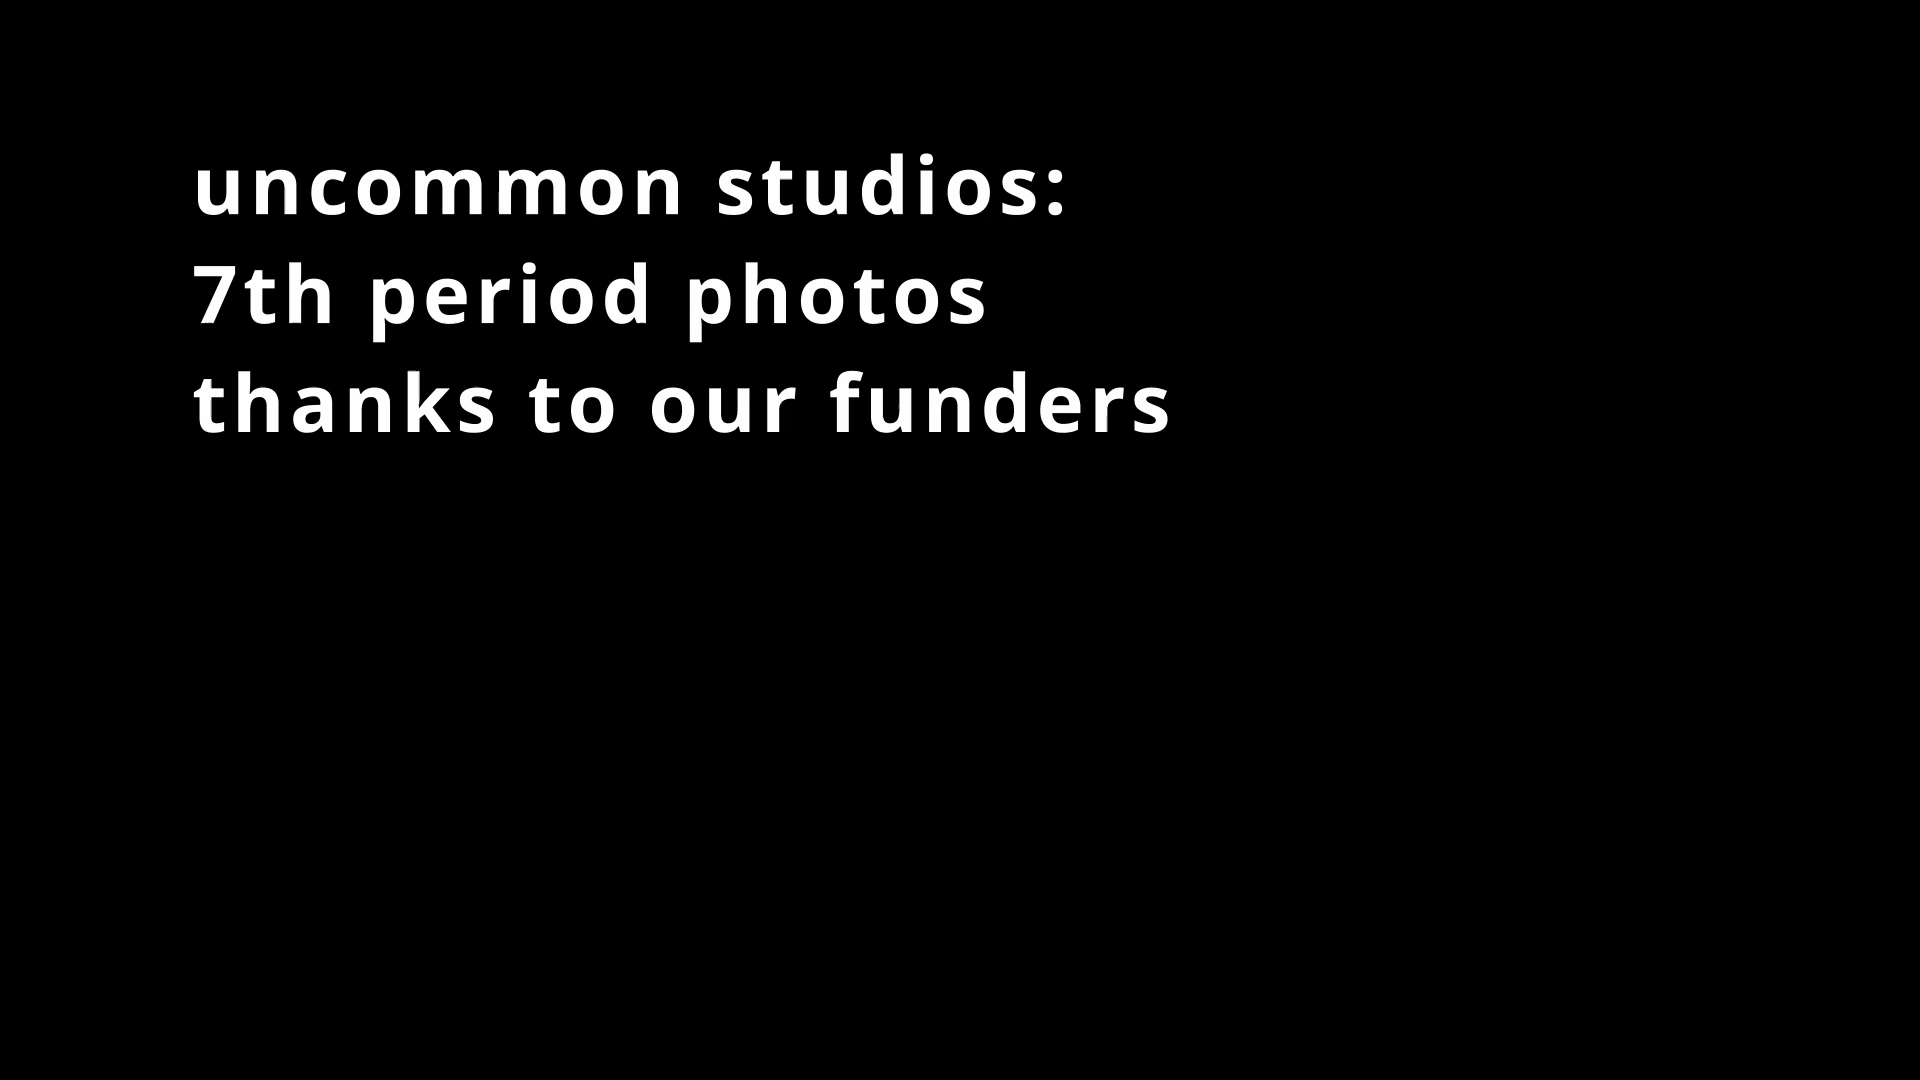 uncommon studios:
7th period photos
thanks to our funders